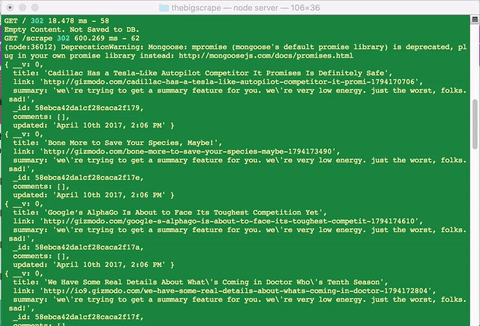 thebigscrape — node server — 106×36
GET / 302 18.478 ms - 58
Empty Content. Not Saved to DB.
GET /scrape 302 600.269 ms - 62
(node:36012) DeprecationWarning: Mongoose: mpromise (mongoose's default promise library) is deprecated, pl
ug in your own promise library instead: http://mongoosejs.com/docs/promises.html
{ __v: 0,
title: 'Cadillac Has a Tesla-Like Autopilot Competitor It Promises Is Definitely Safe',
link: 'http://gizmodo.com/cadillac-has-a-tesla-like-autopilot-competitor-it-promi-1794170706',
summary: 'we\'re trying to get a summary feature for you. we\'re very low energy. just the worst, folks.
sad!',
_id: 58ebca42da1cf28caca2f179,
comments: [],
updated: 'April 10th 2017, 2:06 PM' }
{ __v: 0,
title: 'Bone More to Save Your Species, Maybe!',
link: 'http://gizmodo.com/bone-more-to-save-your-species-maybe-1794173490',
summary: 'we\'re trying to get a summary feature for you. we\'re very low energy. just the worst, folks.
sad!',
_id: 58ebca42da1cf28caca2f17e,
comments: [],
updated: 'April 10th 2017, 2:06 PM' }
{ __v: 0,
title: 'Google's AlphaGo Is About to Face Its Toughest Competition Yet',
link: 'http://gizmodo.com/google-s-alphago-is-about-to-face-its-toughest-competit-1794174610',
summary: 'we\'re trying to get a summary feature for you. we\'re very low energy. just the worst, folks.
sad!',
_id: 58ebca42da1cf28caca2f17a,
comments: [],
updated: 'April 10th 2017, 2:06 PM' }
{ __v: 0,
title: 'We Have Some Real Details About What\'s Coming in Doctor Who\'s Tenth Season',
link: 'http://io9.gizmodo.com/we-have-some-real-details-about-whats-coming-in-doctor-1794172804',
summary: 'we\'re trying to get a summary feature for you. we\'re very low energy. just the worst, folks.
sad!',
_id: 58ebca42da1cf28caca2f17f,
comments: [],